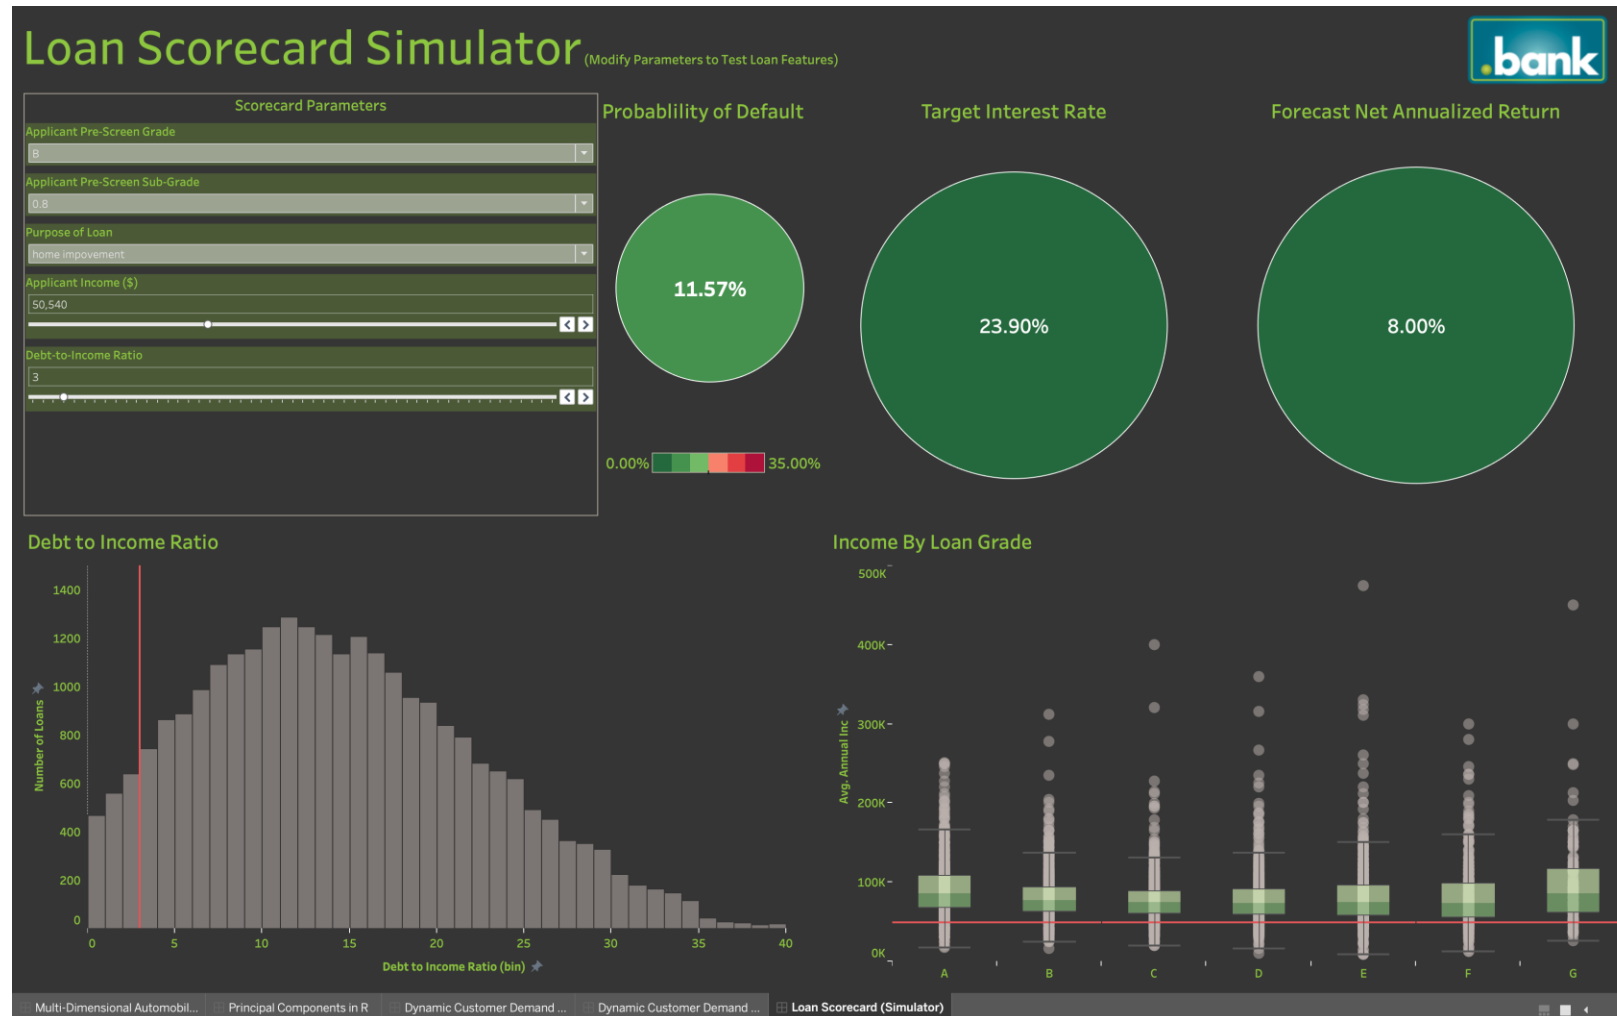 Loan Scorecard Simulator (Modify Parameters to Test Loan Features)
.bank
Scorecard Parameters
Applicant Pre-Screen Grade
B
Applicant Pre-Screen Sub-Grade
0.8
Purpose of Loan
home impovement
Applicant Income ($)
50,540
Debt-to-Income Ratio
3
Probablility of Default
11.57%
0.00% 35.00%
Target Interest Rate
23.90%
Forecast Net Annualized Return
8.00%
Debt to Income Ratio
Number of Loans
1400
1200
1000
800
600
400
200
0
0 5 10 15 20 25 30 35 40
Debt to Income Ratio (bin)
Income By Loan Grade
Avg. Annual Inc
500K
400K
300K
200K
100K
0K
A B C D E F G
Multi-Dimensional Automobil... Principal Components in R Dynamic Customer Demand ... Dynamic Customer Demand ... Loan Scorecard (Simulator)